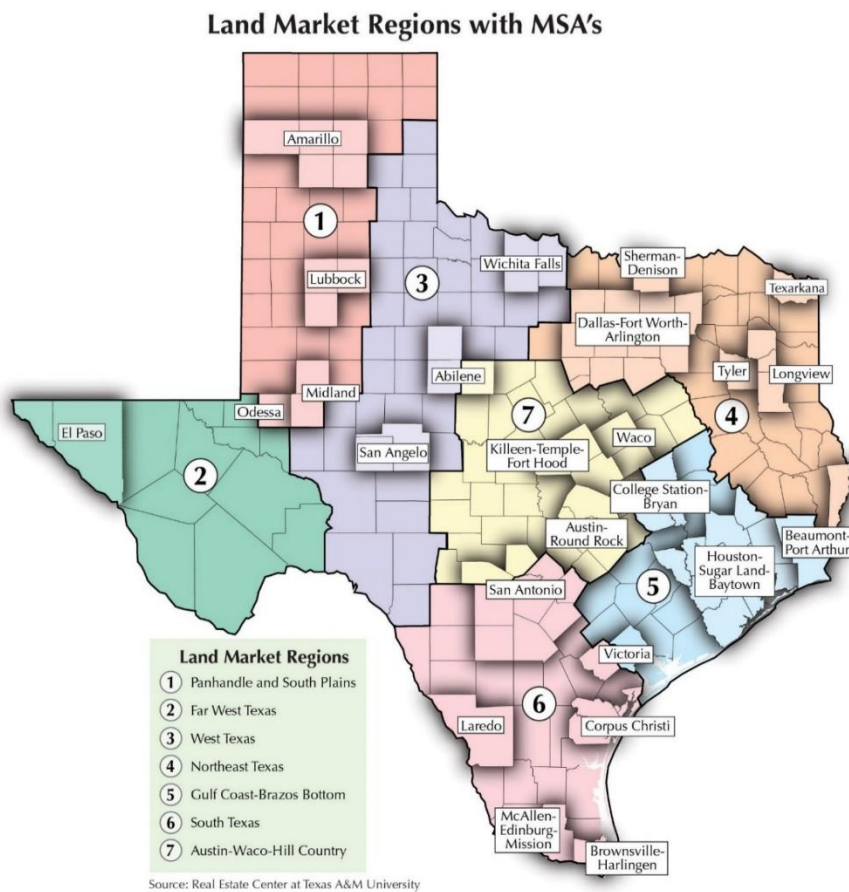 Land Market Regions with MSA's
Amarillo
1
Lubbock
3
Wichita Falls
Sherman-
Denison
Texarkana
Dallas-Fort Worth-
Arlington
Tyler
Longview
Abilene
Midland
Odessa
El Paso
2
San Angelo
7
Killeen-Temple-
Fort Hood
Waco
4
College Station-
Bryan
Austin-
Round Rock
Beaumont-
Port Arthur
Houston-
Sugar Land-
Baytown
5
San Antonio
Victoria
6
Laredo
Corpus Christi
McAllen-
Edinburg-
Mission
Brownsville-
Harlingen
Land Market Regions
1 Panhandle and South Plains
2 Far West Texas
3 West Texas
4 Northeast Texas
5 Gulf Coast-Brazos Bottom
6 South Texas
7 Austin-Waco-Hill Country
Source: Real Estate Center at Texas A&M University